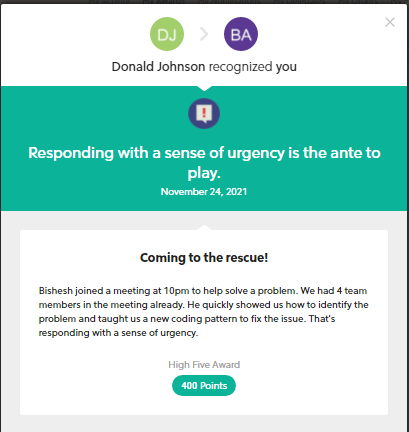 DJ
BA
Donald Johnson recognized you
Responding with a sense of urgency is the ante to
play.
November 24, 2021
Coming to the rescue!
Bishesh joined a meeting at 10pm to help solve a problem. We had 4 team
members in the meeting already. He quickly showed us how to identify the
problem and taught us a new coding pattern to fix the issue. That's
responding with a sense of urgency.
High Five Award
400 Points